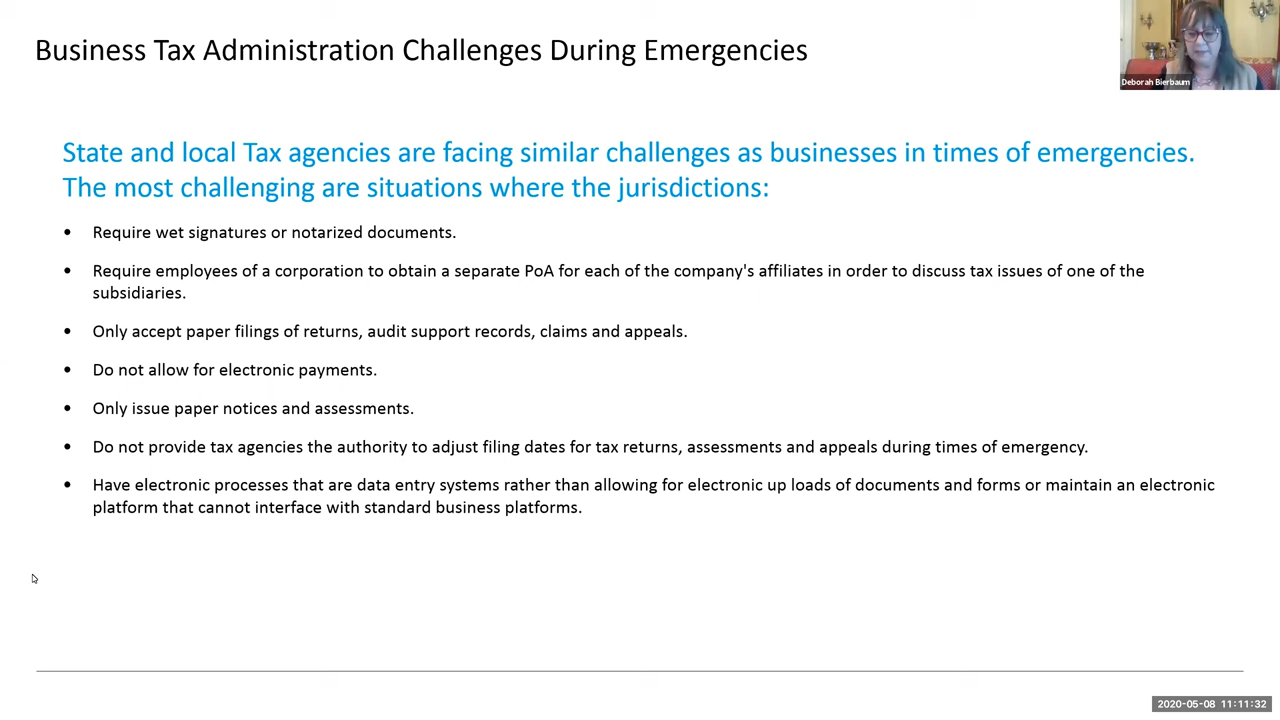 Business Tax Administration Challenges During Emergencies
Deborah Bierbaum
State and local Tax agencies are facing similar challenges as businesses in times of emergencies.
The most challenging are situations where the jurisdictions:
• Require wet signatures or notarized documents.
• Require employees of a corporation to obtain a separate PoA for each of the company's affiliates in order to discuss tax issues of one of the
subsidiaries.
• Only accept paper filings of returns, audit support records, claims and appeals.
• Do not allow for electronic payments.
• Only issue paper notices and assessments.
• Do not provide tax agencies the authority to adjust filing dates for tax returns, assessments and appeals during times of emergency.
• Have electronic processes that are data entry systems rather than allowing for electronic up loads of documents and forms or maintain an electronic
platform that cannot interface with standard business platforms.
2020-05-08 11:11:32